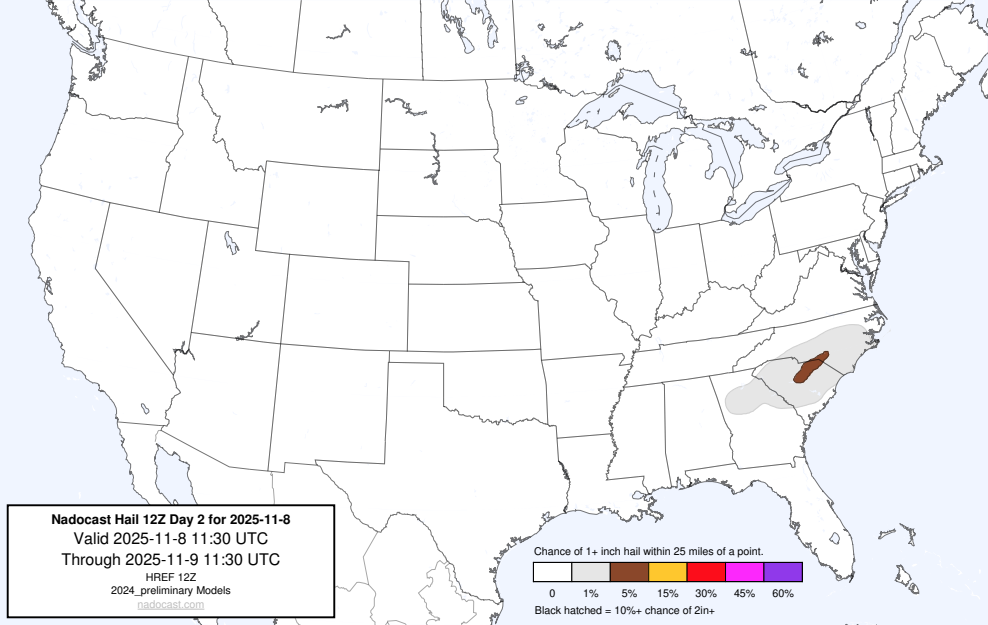 Nadocast Hail 12Z Day 2 for 2025-11-8
Valid 2025-11-8 11:30 UTC
Through 2025-11-9 11:30 UTC
HREF 12Z
2024_preliminary Models
nadocast.com
Chance of 1+ inch hail within 25 miles of a point.
0 1% 5% 15% 30% 45% 60%
Black hatched = 10%+ chance of 2in+